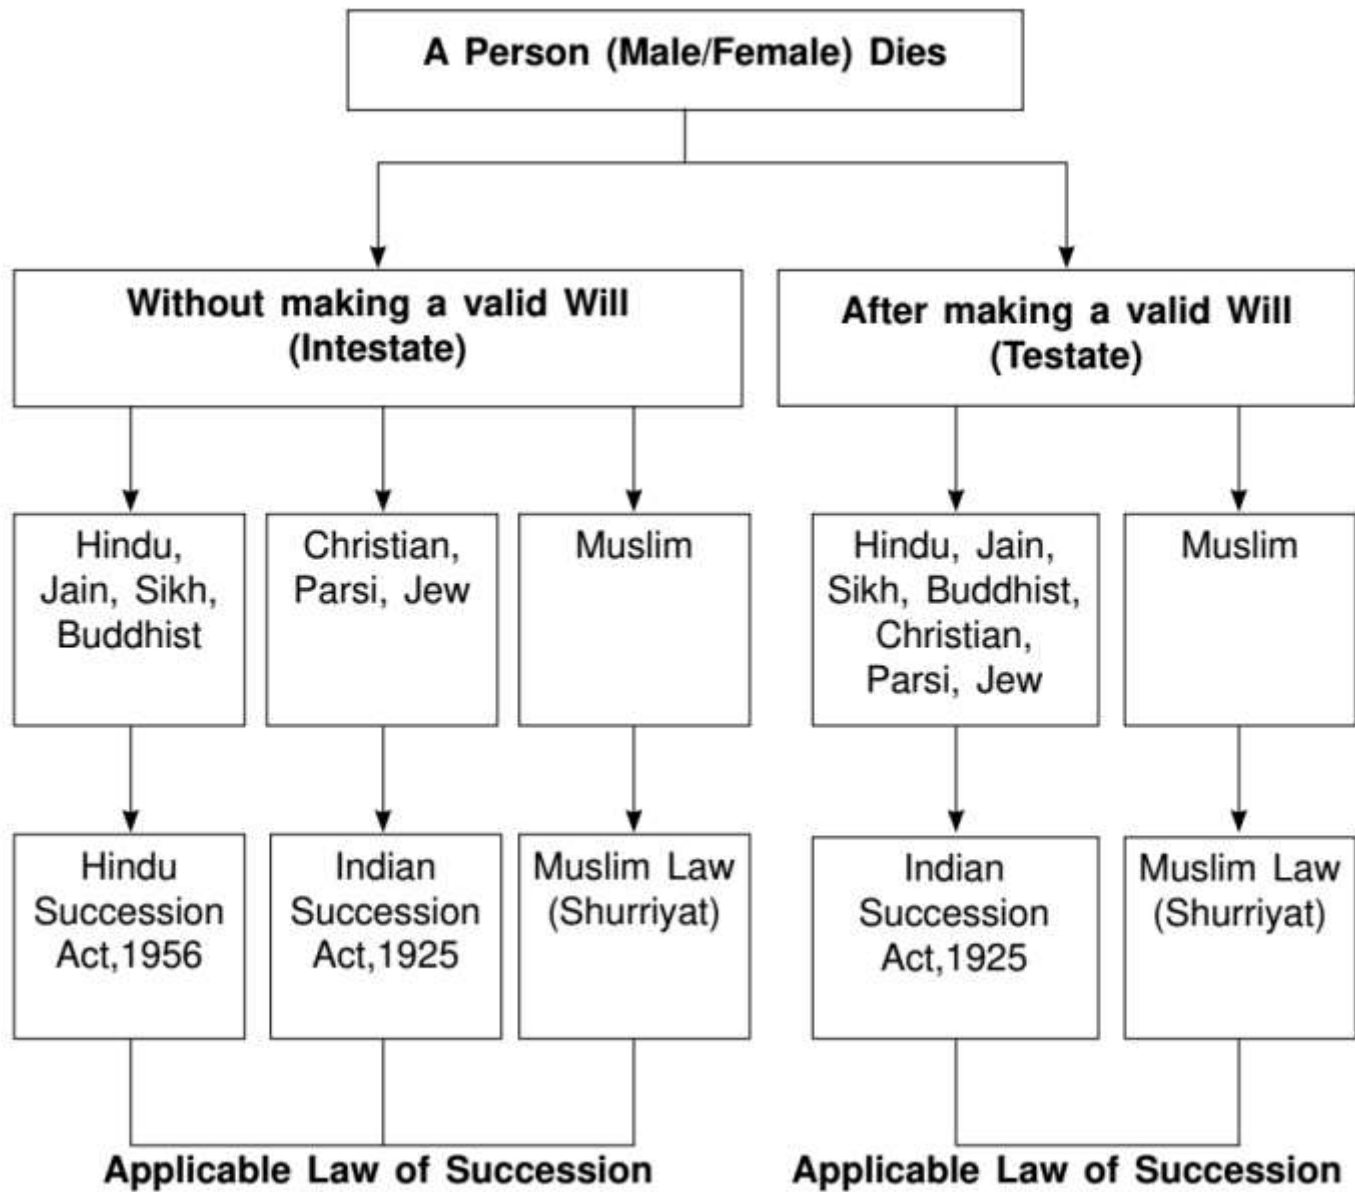 A Person (Male/Female) Dies
Without making a valid Will
(Intestate)
After making a valid Will
(Testate)
Hindu,
Jain, Sikh,
Buddhist
Christian,
Parsi, Jew
Muslim
Hindu, Jain,
Sikh, Buddhist,
Christian,
Parsi, Jew
Muslim
Hindu
Succession
Act,1956
Indian
Succession
Act,1925
Muslim Law
(Shurriyat)
Indian
Succession
Act,1925
Muslim Law
(Shurriyat)
Applicable Law of Succession
Applicable Law of Succession